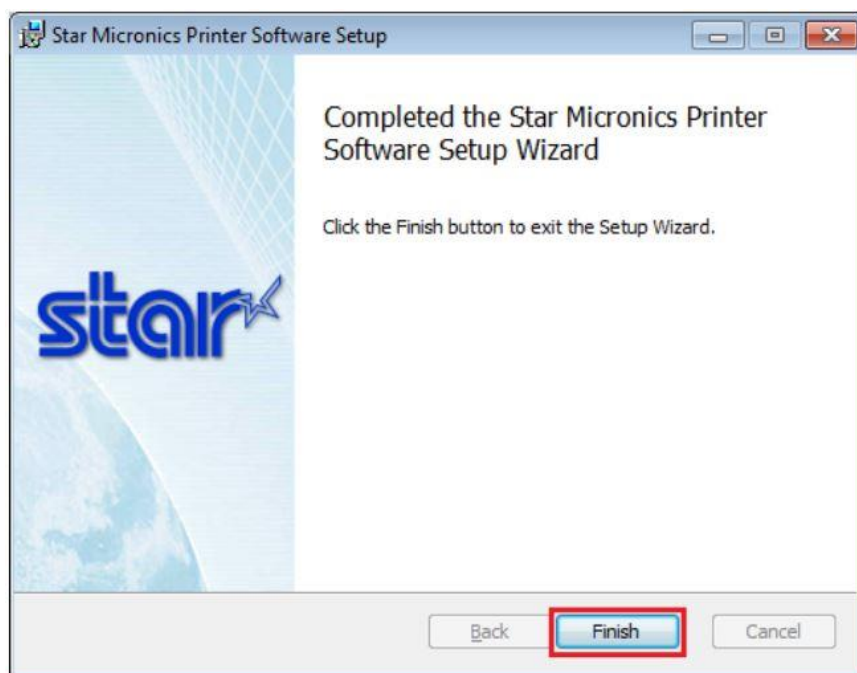 Star Micronics Printer Software Setup
Completed the Star Micronics Printer
Software Setup Wizard
Click the Finish button to exit the Setup Wizard.
star
Back
Finish
Cancel